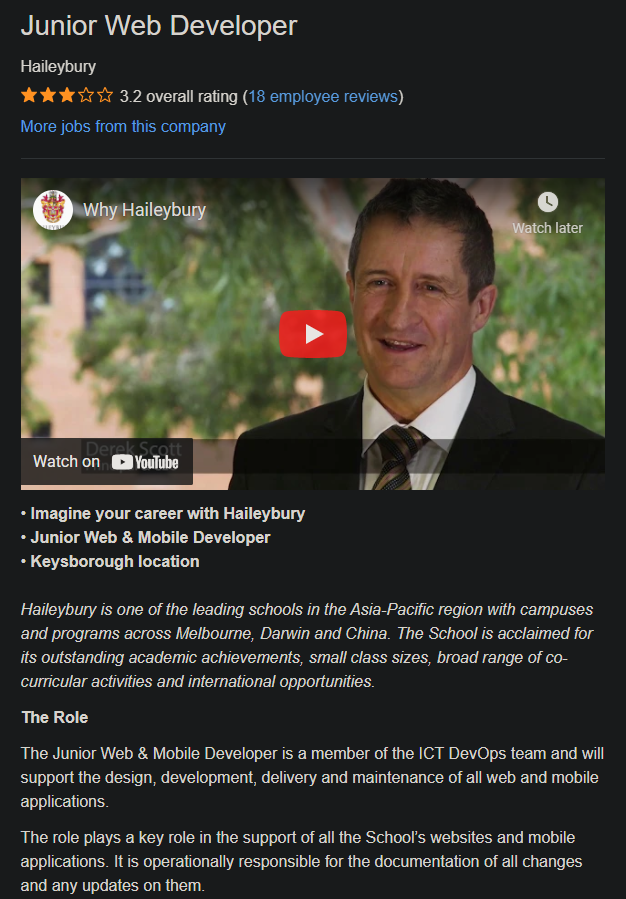 Junior Web Developer
Haileybury
3.2 overall rating (18 employee reviews)
More jobs from this company
Why Haileybury
Watch later
Derek Scott
Watch on YouTube
• Imagine your career with Haileybury
• Junior Web & Mobile Developer
• Keysborough location
Haileybury is one of the leading schools in the Asia-Pacific region with campuses
and programs across Melbourne, Darwin and China. The School is acclaimed for
its outstanding academic achievements, small class sizes, broad range of co-
curricular activities and international opportunities.
The Role
The Junior Web & Mobile Developer is a member of the ICT DevOps team and will
support the design, development, delivery and maintenance of all web and mobile
applications.
The role plays a key role in the support of all the School’s websites and mobile
applications. It is operationally responsible for the documentation of all changes
and any updates on them.